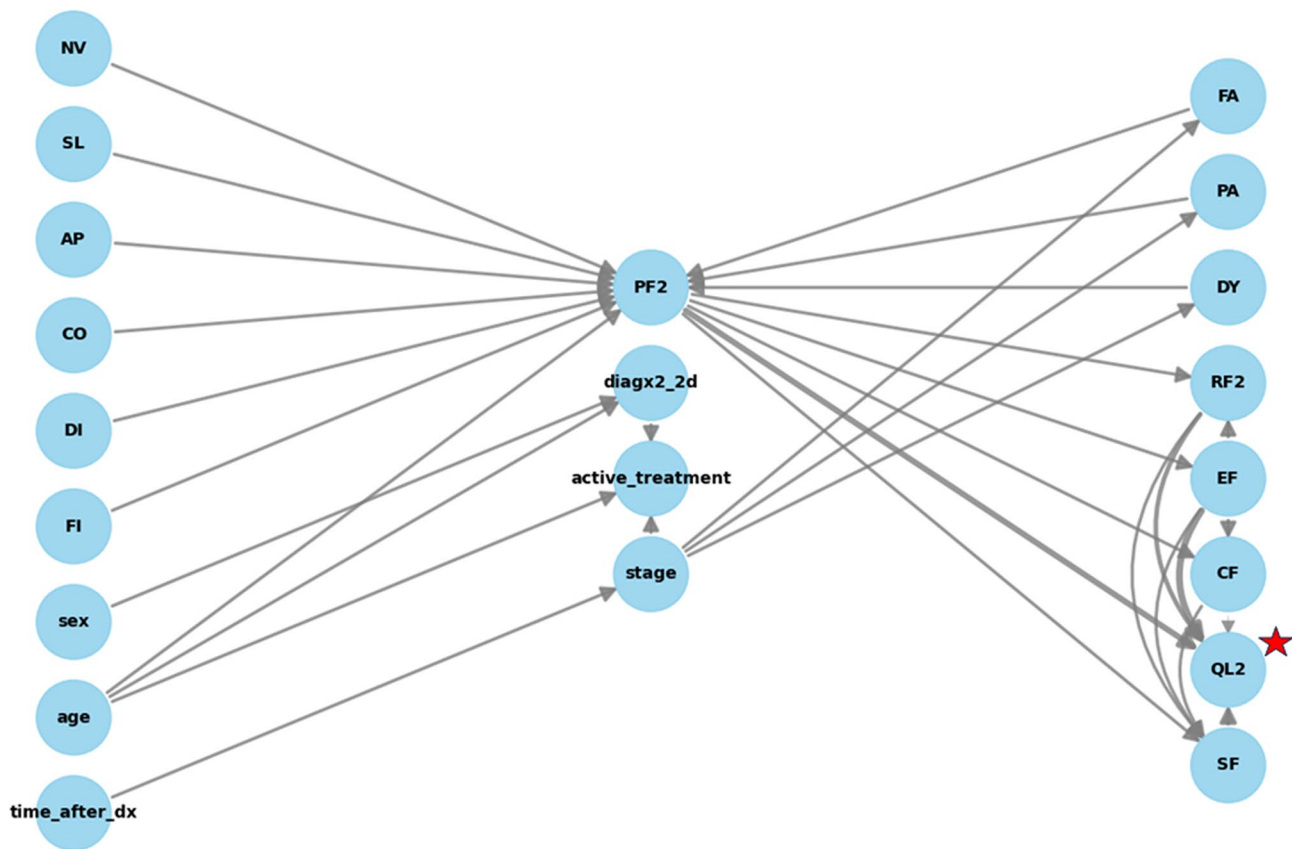 NV
SL
AP
CO
DI
FI
sex
age
time_after_dx
PF2
diagx2_2d
active_treatment
stage
FA
PA
DY
RF2
EF
CF
QL2
SF